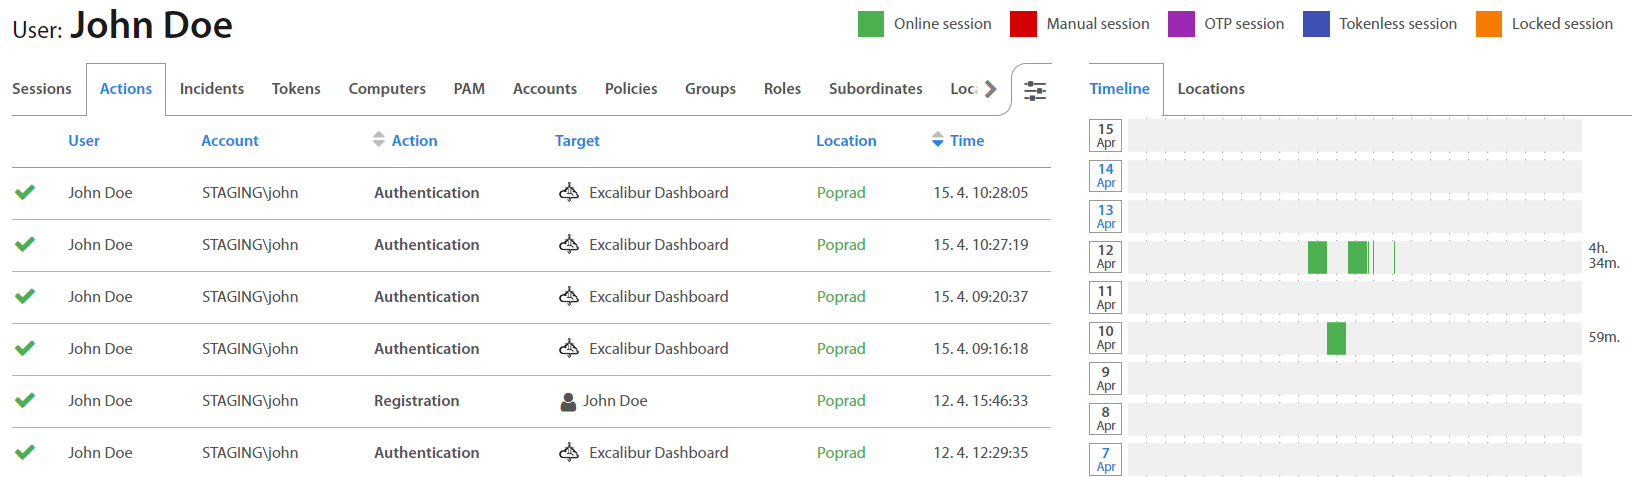 User: John Doe
Online session Manual session OTP session Tokenless session Locked session
Sessions Actions Incidents Tokens Computers PAM Accounts Policies Groups Roles Subordinates
Timeline Locations
User Account Action Target Location Time
John Doe STAGING\john Authentication Excalibur Dashboard Poprad 15. 4. 10:28:05
John Doe STAGING\john Authentication Excalibur Dashboard Poprad 15. 4. 10:27:19
John Doe STAGING\john Authentication Excalibur Dashboard Poprad 15. 4. 09:20:37
John Doe STAGING\john Authentication Excalibur Dashboard Poprad 15. 4. 09:16:18
John Doe STAGING\john Registration John Doe Poprad 12. 4. 15:46:33
John Doe STAGING\john Authentication Excalibur Dashboard Poprad 12. 4. 12:29:35
15
Apr
14
Apr
13
Apr
12
Apr
4h.
34m.
11
Apr
10
Apr
59m.
9
Apr
8
Apr
7
Apr